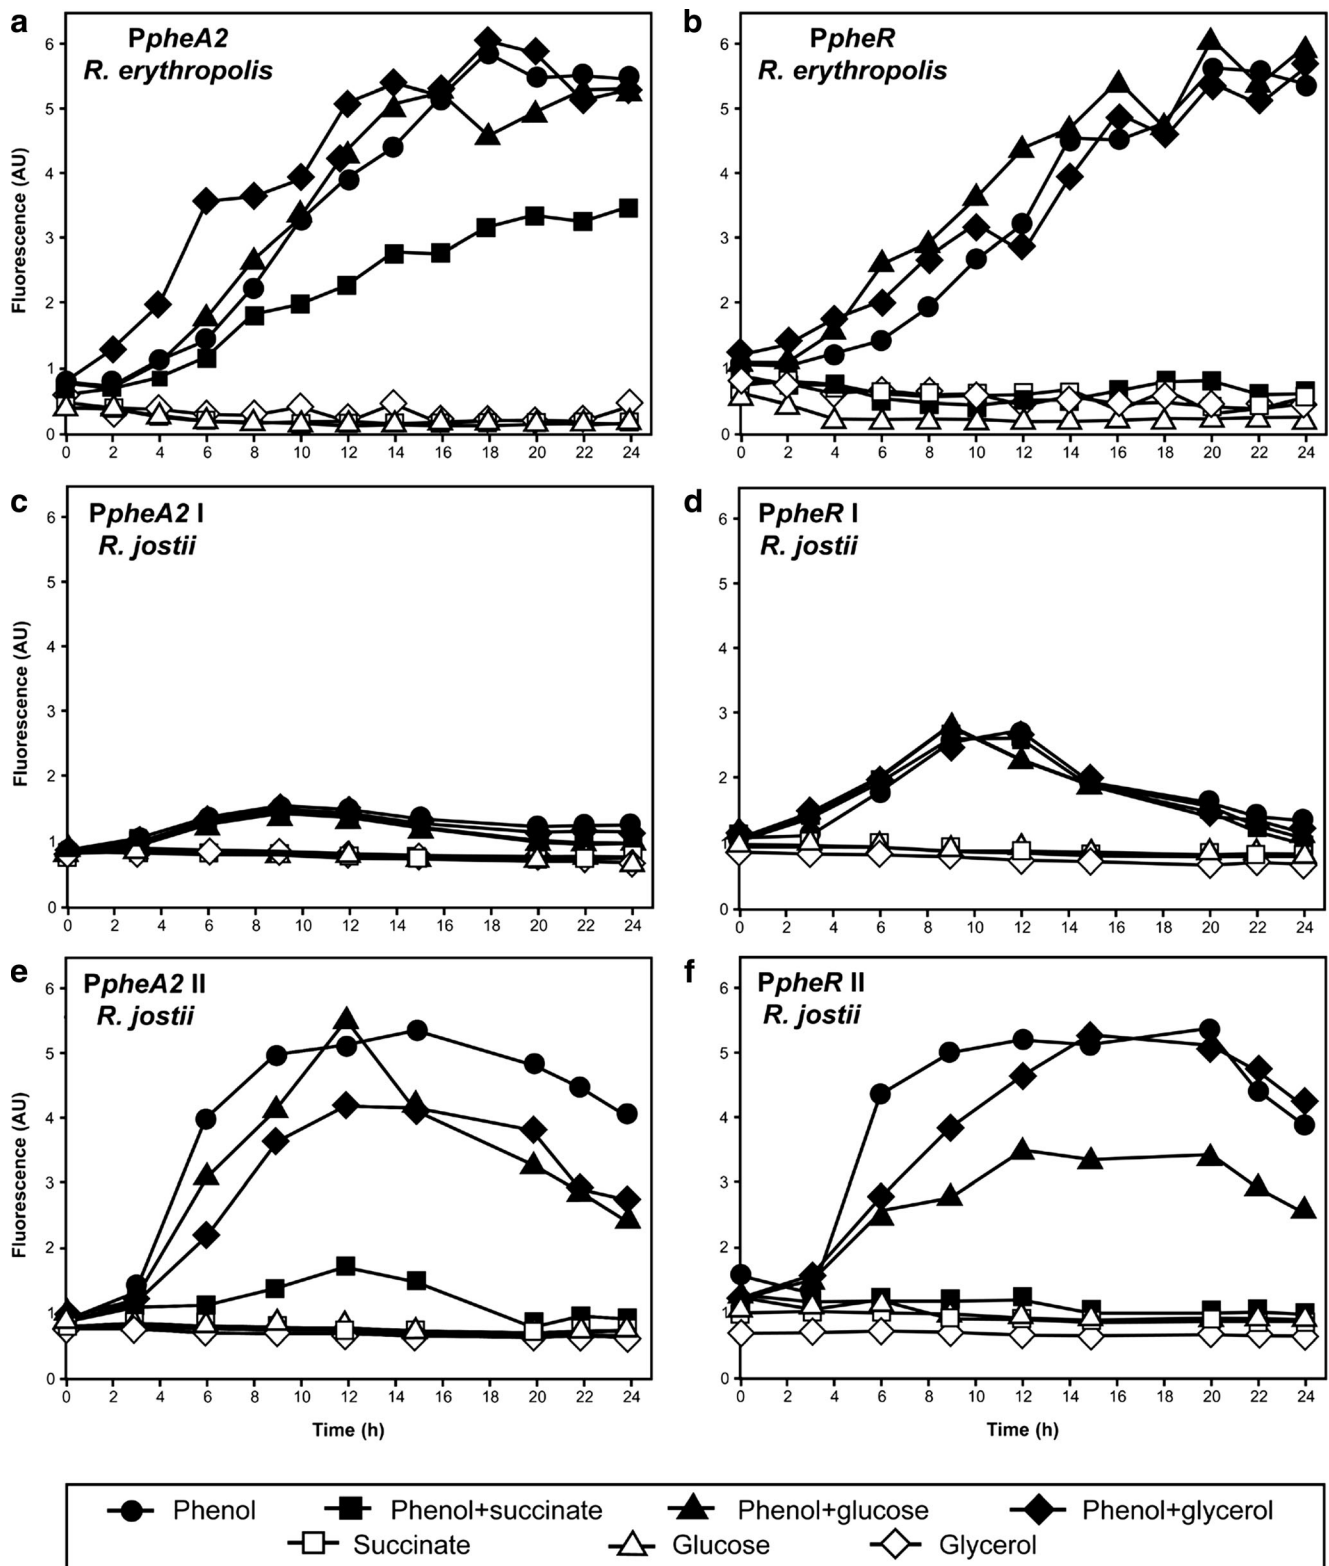 a
PpheA2
R. erythropolis
Fluorescence (AU)
6
5
4
3
2
1
0
0 2 4 6 8 10 12 14 16 18 20 22 24
b
PpheR
R. erythropolis
6
5
4
3
2
1
0
0 2 4 6 8 10 12 14 16 18 20 22 24
c
PpheA2 I
R. jostii
Fluorescence (AU)
6
5
4
3
2
1
0
0 2 4 6 8 10 12 14 16 18 20 22 24
d
PpheR I
R. jostii
6
5
4
3
2
1
0
0 2 4 6 8 10 12 14 16 18 20 22 24
e
PpheA2 II
R. jostii
Fluorescence (AU)
6
5
4
3
2
1
0
0 2 4 6 8 10 12 14 16 18 20 22 24
Time (h)
f
PpheR II
R. jostii
6
5
4
3
2
1
0
0 2 4 6 8 10 12 14 16 18 20 22 24
Time (h)
Phenol Phenol+succinate Phenol+glucose Phenol+glycerol
Succinate Glucose Glycerol